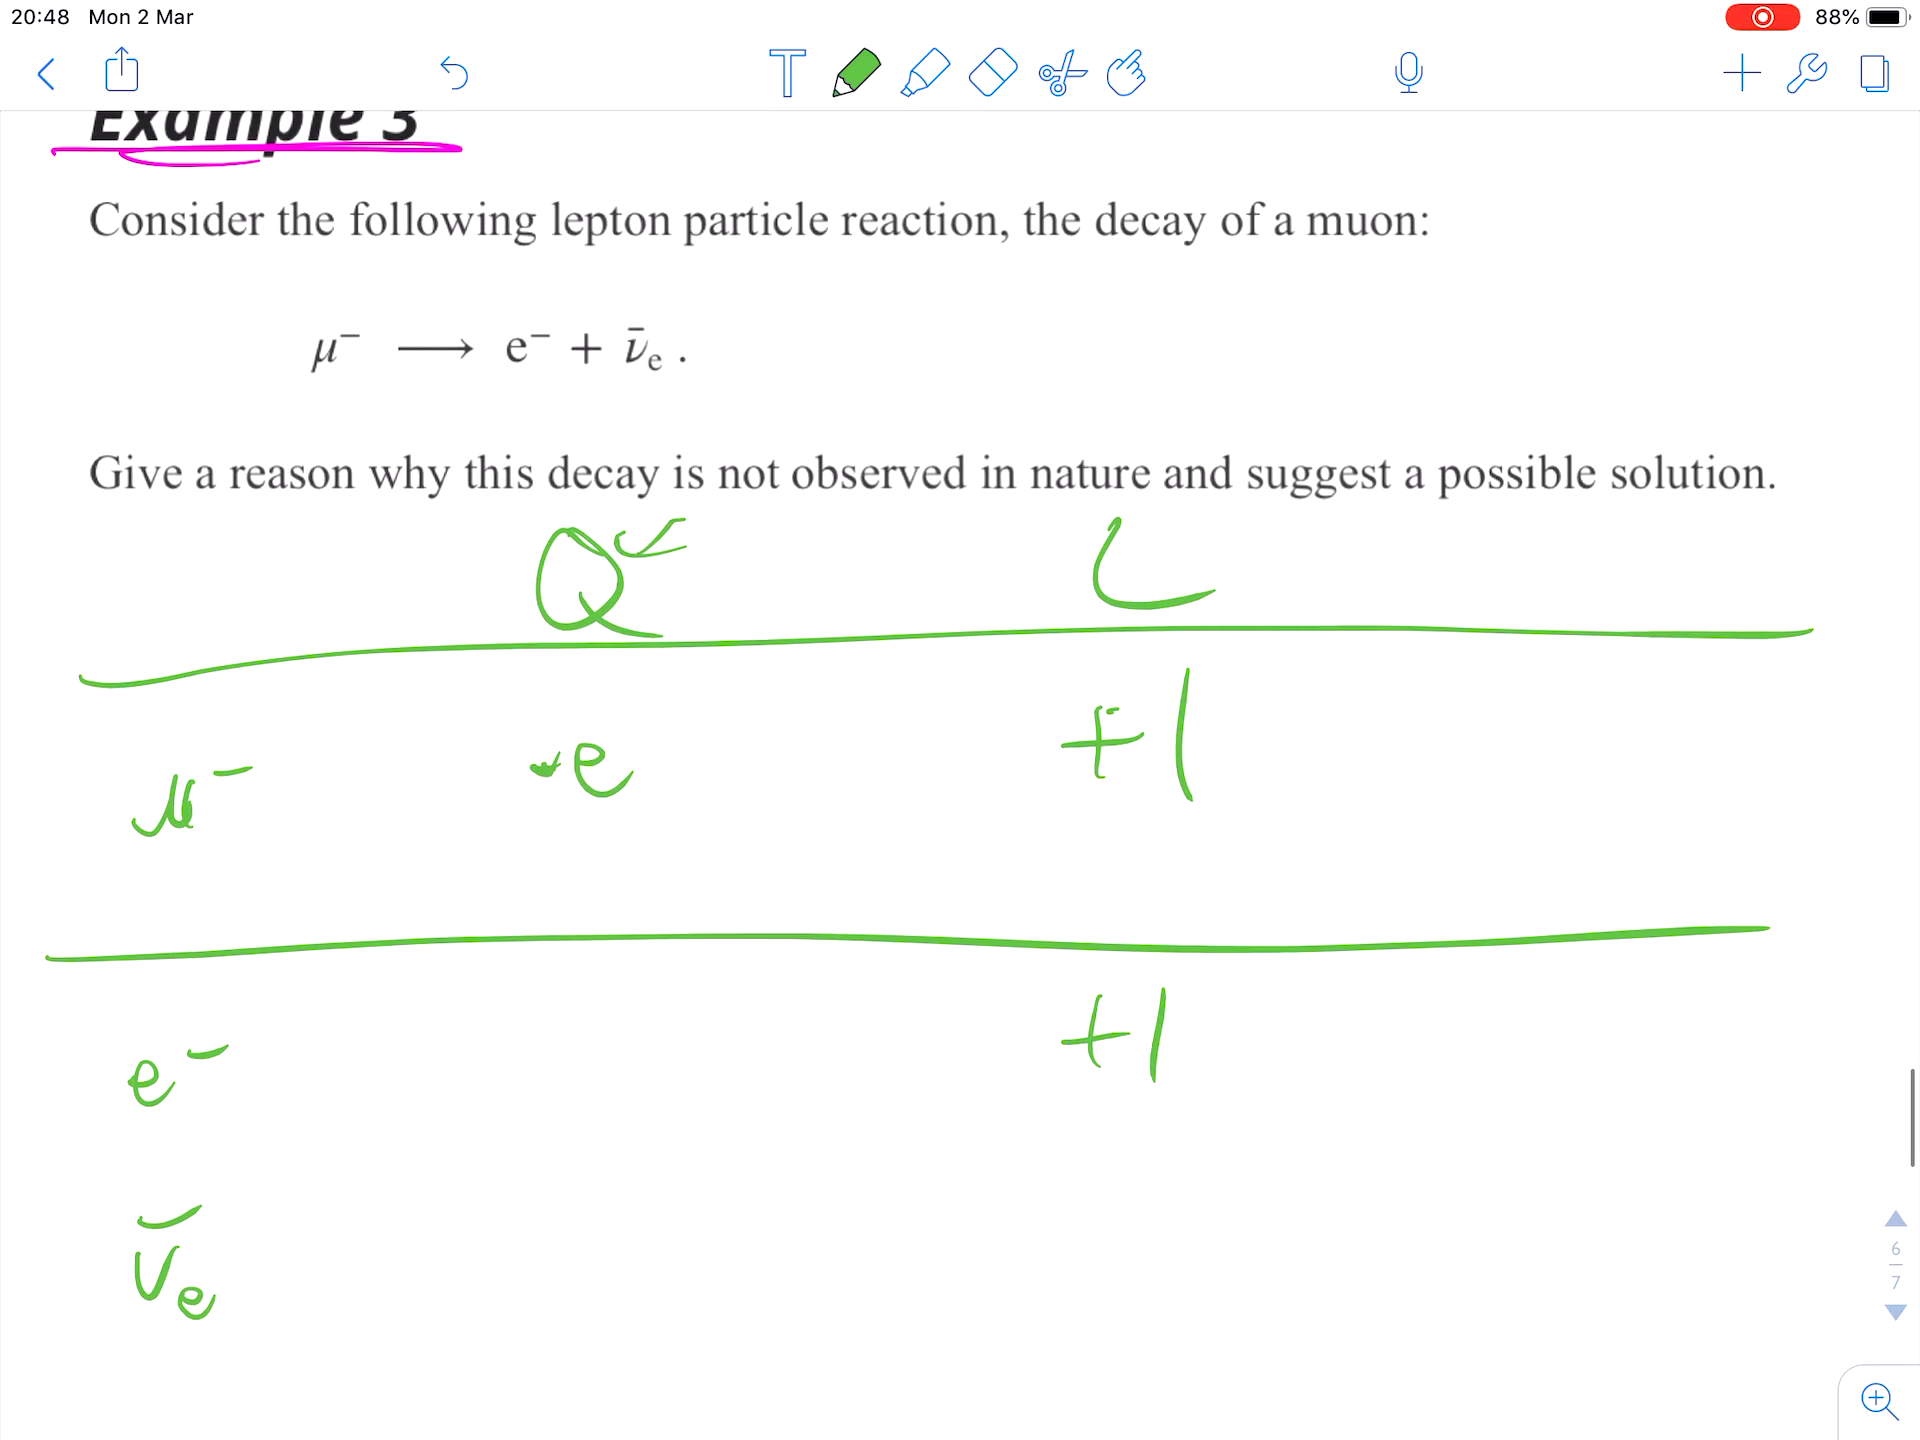 20:48 Mon 2 Mar 88%
T
Example 3
Consider the following lepton particle reaction, the decay of a muon:
μ⁻ ⟶ e⁻ + ν̄ₑ .
Give a reason why this decay is not observed in nature and suggest a possible solution.
Q L
μ⁻ -e +1
e⁻ +1
ν̄ₑ
6
7